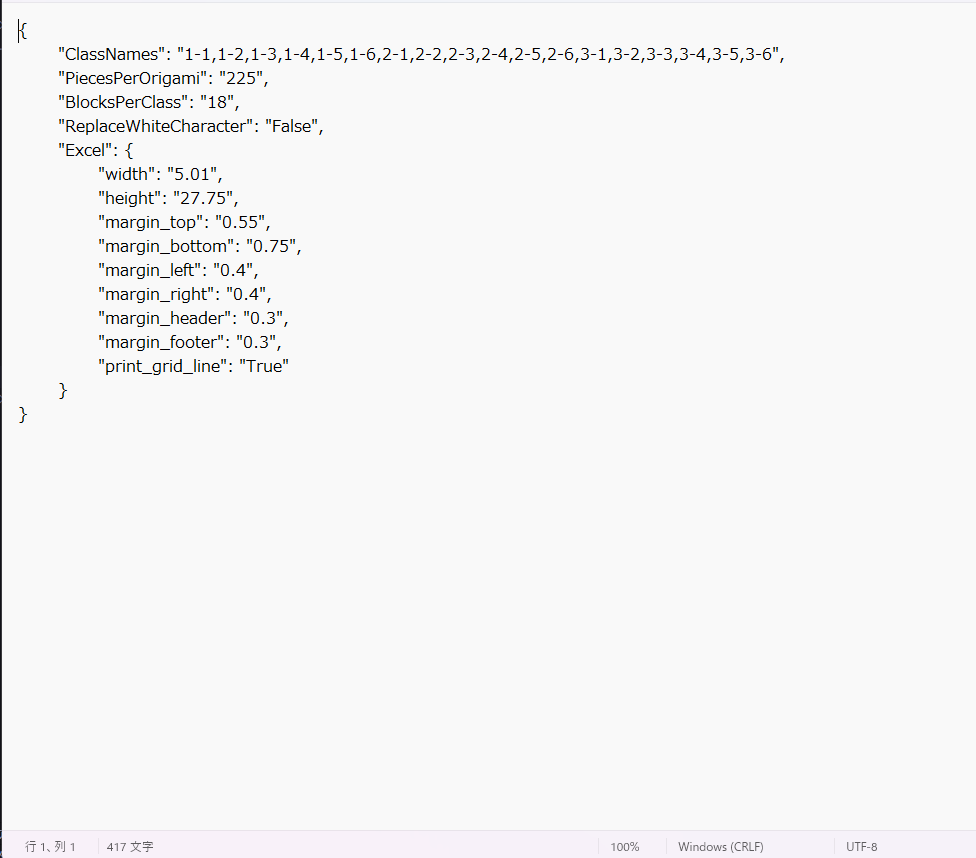 {
"ClassNames": "1-1,1-2,1-3,1-4,1-5,1-6,2-1,2-2,2-3,2-4,2-5,2-6,3-1,3-2,3-3,3-4,3-5,3-6",
"PiecesPerOrigami": "225",
"BlocksPerClass": "18",
"ReplaceWhiteCharacter": "False",
"Excel": {
"width": "5.01",
"height": "27.75",
"margin_top": "0.55",
"margin_bottom": "0.75",
"margin_left": "0.4",
"margin_right": "0.4",
"margin_header": "0.3",
"margin_footer": "0.3",
"print_grid_line": "True"
}
}
行 1、列 1 417 文字 100% Windows (CRLF) UTF-8